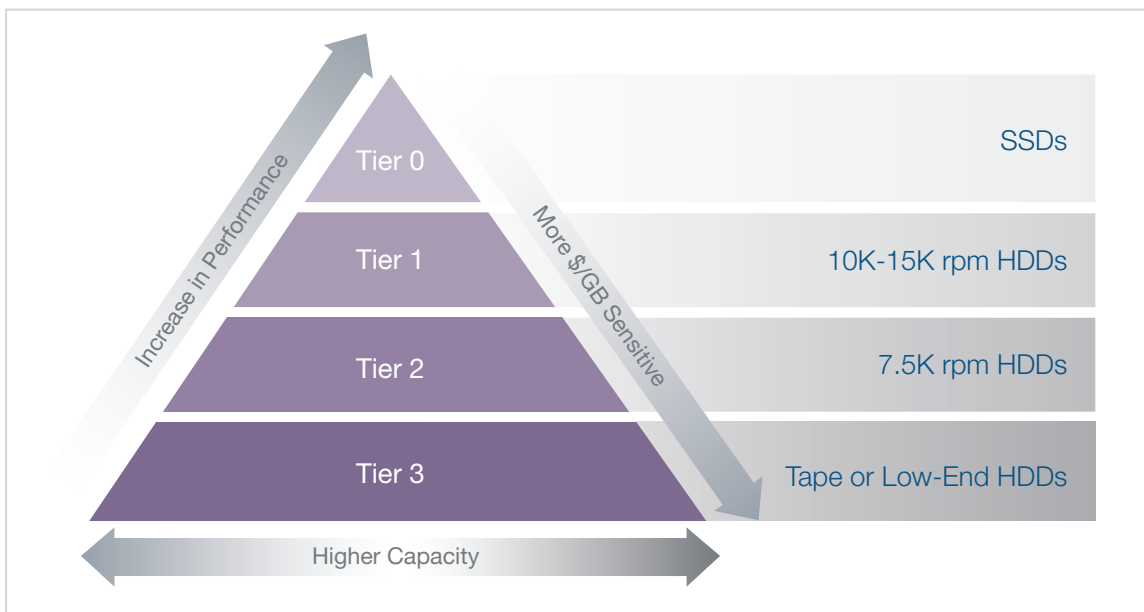 Tier 0
SSDs
Tier 1
10K-15K rpm HDDs
Tier 2
7.5K rpm HDDs
Tier 3
Tape or Low-End HDDs
Increase in Performance
More $/GB Sensitive
Higher Capacity